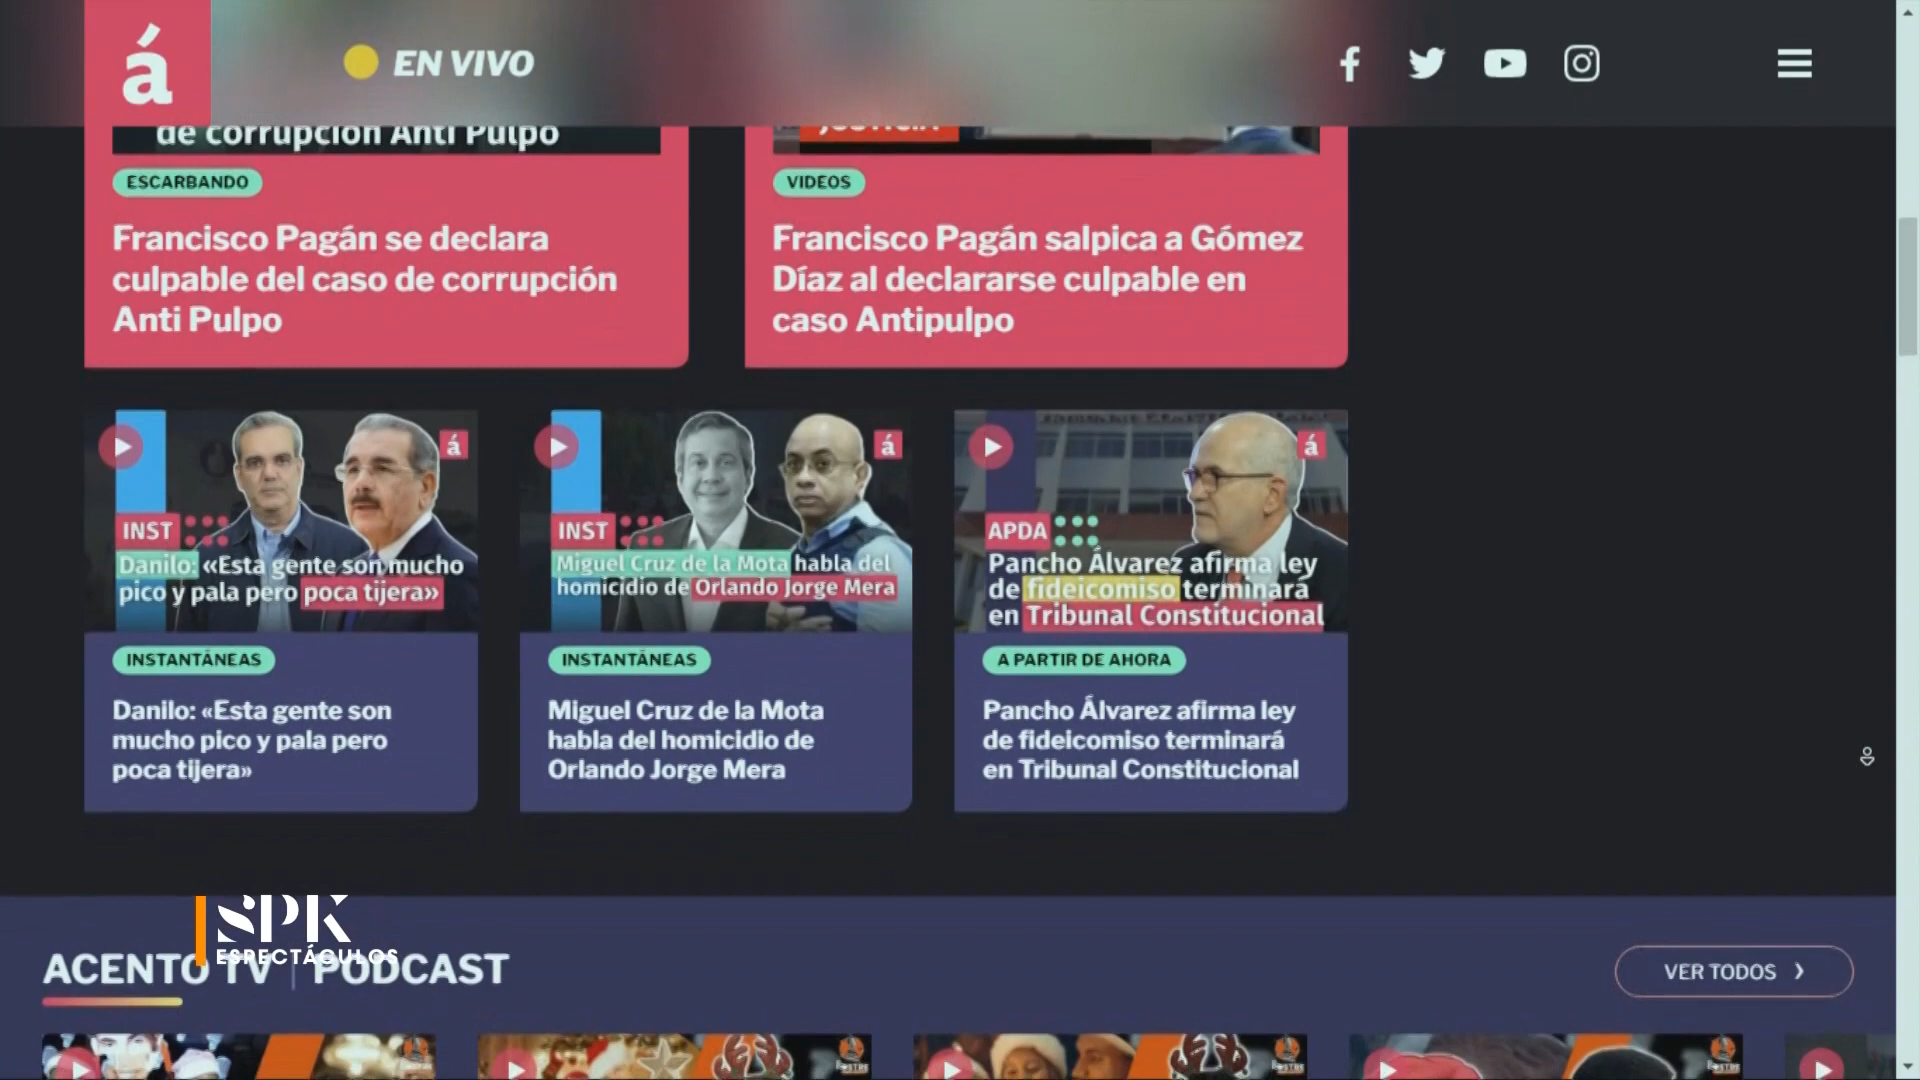 á
EN VIVO
de corrupción Anti Pulpo
JUSTICIA
ESCARBANDO
Francisco Pagán se declara
culpable del caso de corrupción
Anti Pulpo
VIDEOS
Francisco Pagán salpica a Gómez
Díaz al declararse culpable en
caso Antipulpo
á
INST
Danilo: «Esta gente son mucho
pico y pala pero poca tijera»
INSTANTÁNEAS
Danilo: «Esta gente son
mucho pico y pala pero
poca tijera»
á
INST
Miguel Cruz de la Mota habla del
homicidio de Orlando Jorge Mera
INSTANTÁNEAS
Miguel Cruz de la Mota
habla del homicidio de
Orlando Jorge Mera
á
APDA
Pancho Álvarez afirma ley
de fideicomiso terminará
en Tribunal Constitucional
A PARTIR DE AHORA
Pancho Álvarez afirma ley
de fideicomiso terminará
en Tribunal Constitucional
SPK
ESPECTÁCULOS
ACENTO TV | PODCAST
VER TODOS